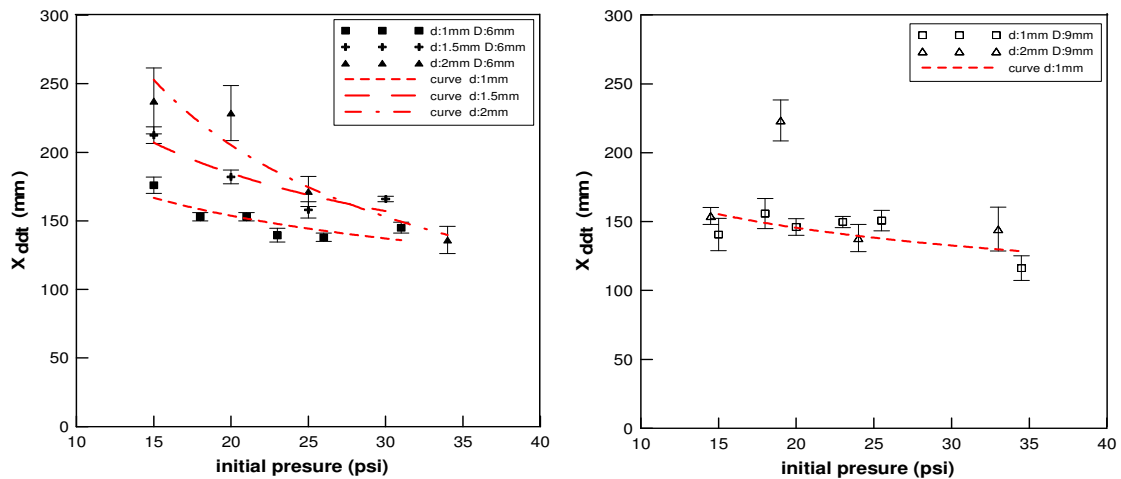 300
250
200
150
100
50
0
10 15 20 25 30 35 40
initial presure (psi)
X ddt (mm)
d:1mm D:6mm
d:1.5mm D:6mm
d:2mm D:6mm
curve d:1mm
curve d:1.5mm
curve d:2mm
300
250
200
150
100
50
0
10 15 20 25 30 35 40
initial presure (psi)
X ddt (mm)
d:1mm D:9mm
d:2mm D:9mm
curve d:1mm